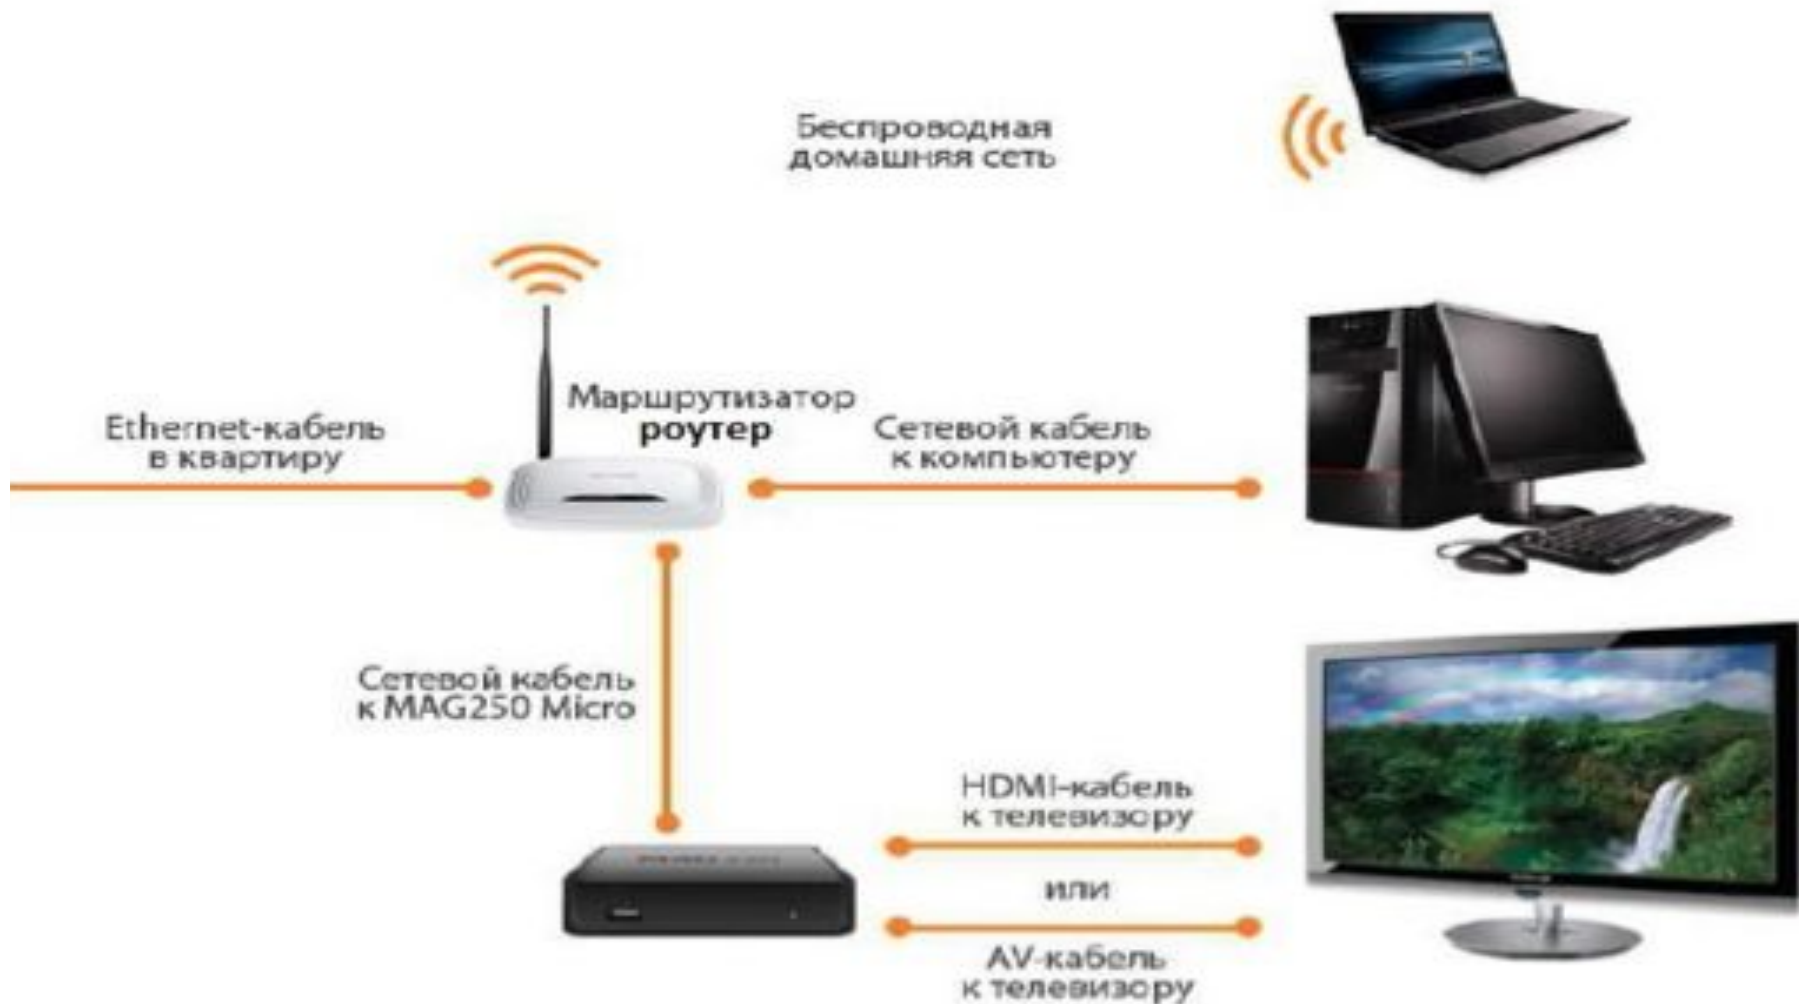 Беспроводная
домашняя сеть
Маршрутизатор
роутер
Ethernet-кабель
в квартиру
Сетевой кабель
к компьютеру
Сетевой кабель
к MAG250 Micro
HDMI-кабель
к телевизору
или
AV-кабель
к телевизору